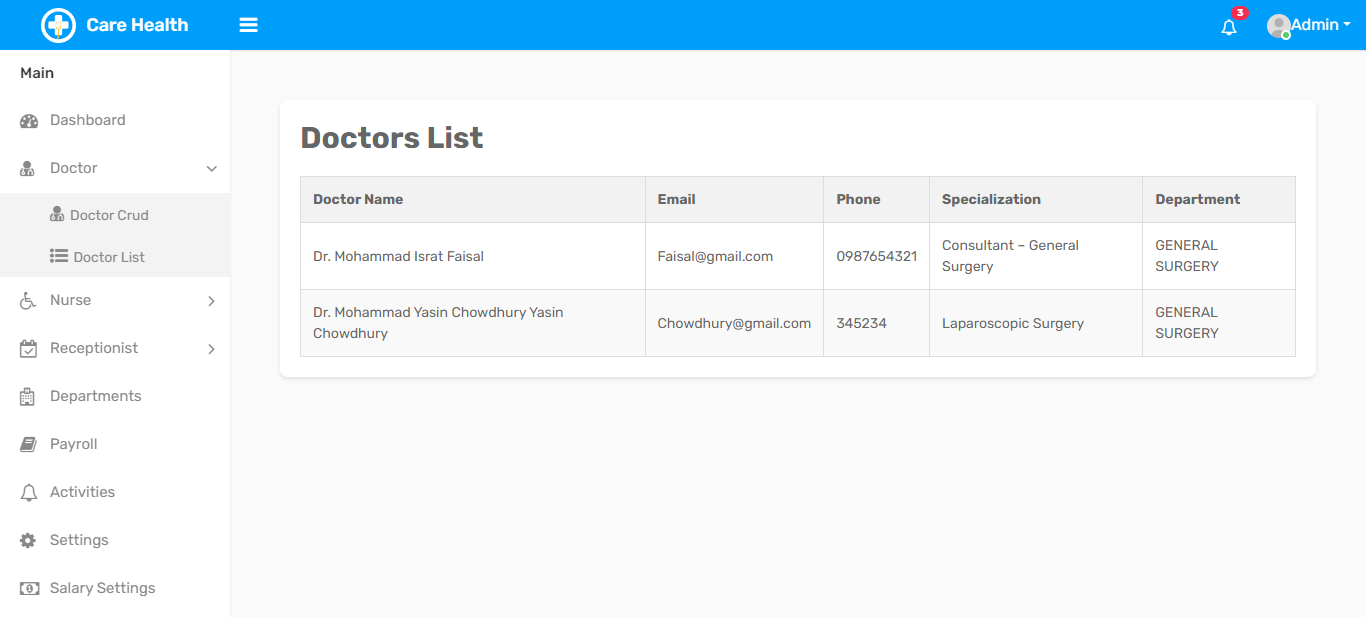 Care Health
3
Admin
Main
Dashboard
Doctor
Doctor Crud
Doctor List
Nurse
Receptionist
Departments
Payroll
Activities
Settings
Salary Settings
Doctors List
Doctor Name Email Phone Specialization Department
Dr. Mohammad Israt Faisal Faisal@gmail.com 0987654321 Consultant – General
Surgery GENERAL
SURGERY
Dr. Mohammad Yasin Chowdhury Yasin
Chowdhury Chowdhury@gmail.com 345234 Laparoscopic Surgery GENERAL
SURGERY